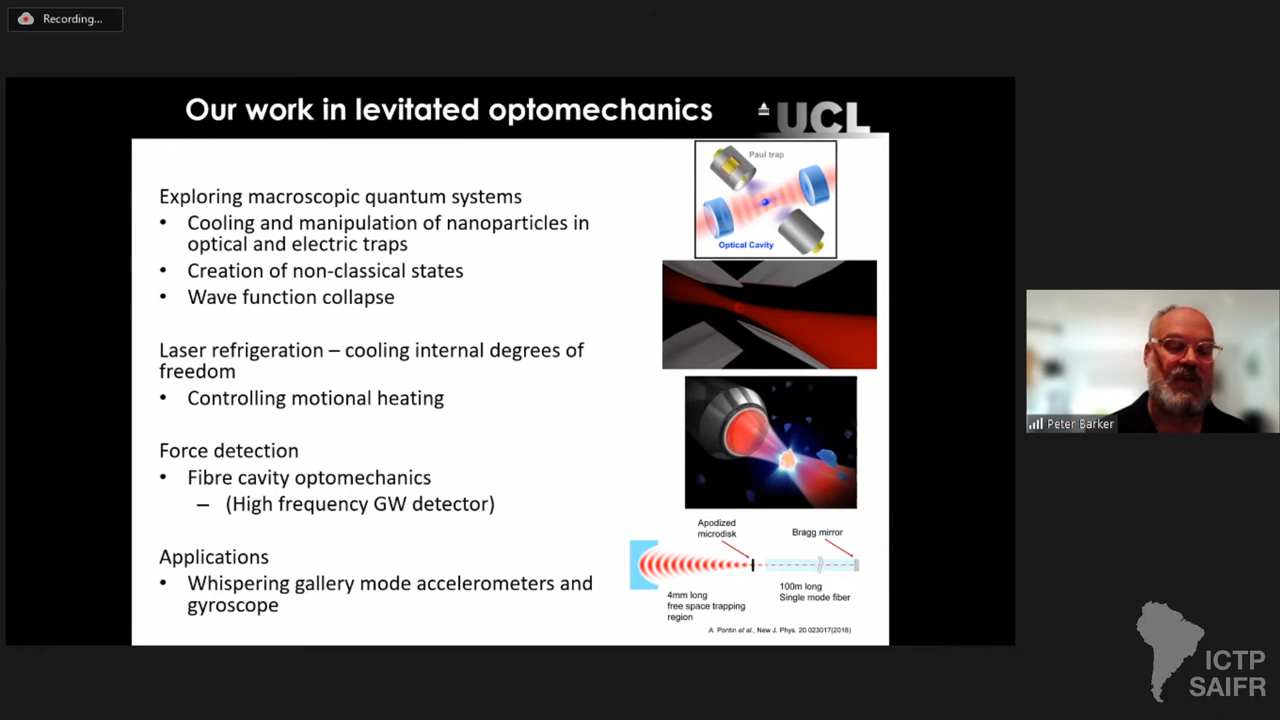 Recording...
Our work in levitated optomechanics
UCL
Exploring macroscopic quantum systems
• Cooling and manipulation of nanoparticles in
optical and electric traps
• Creation of non-classical states
• Wave function collapse
Laser refrigeration – cooling internal degrees of
freedom
• Controlling motional heating
Force detection
• Fibre cavity optomechanics
– (High frequency GW detector)
Applications
• Whispering gallery mode accelerometers and
gyroscope
Paul trap
Optical Cavity
Apodized
microdisk
Bragg mirror
4mm long
free space trapping
region
100m long
Single mode fiber
A. Pontin et al., New J. Phys. 20 023017(2018)
Peter Barker
ICTP
SAIFR